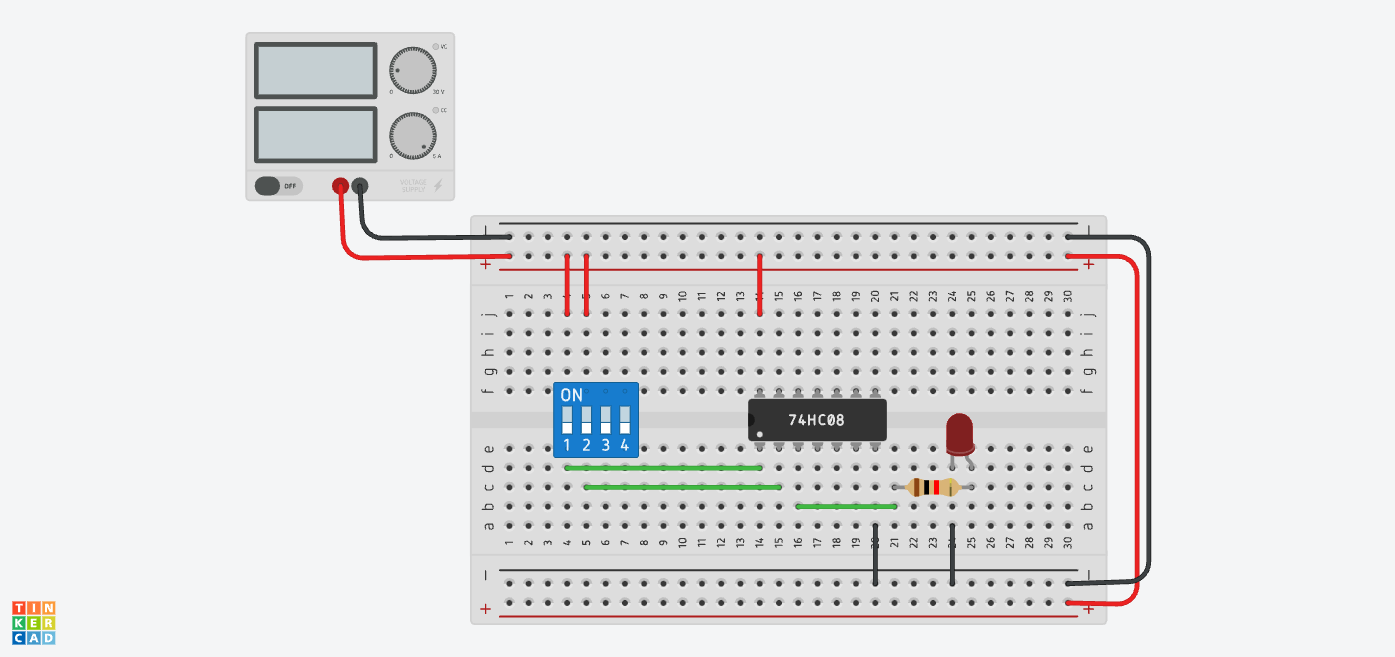 VC
0 30 V
CC
0 5 A
OFF
VOLTAGE
SUPPLY
− −
+ +
1 2 3 5 6 7 8 9 10 11 12 13 15 16 17 18 19 20 21 22 23 24 25 26 27 28 29 30
j j
i i
h h
g g
f f
ON
1 2 3 4
74HC08
e e
d d
c c
b b
a a
1 2 3 4 5 6 7 8 9 10 11 12 13 14 15 16 17 18 19 20 21 22 23 25 26 27 28 29 30
− −
+ +
TIN
KER
CAD